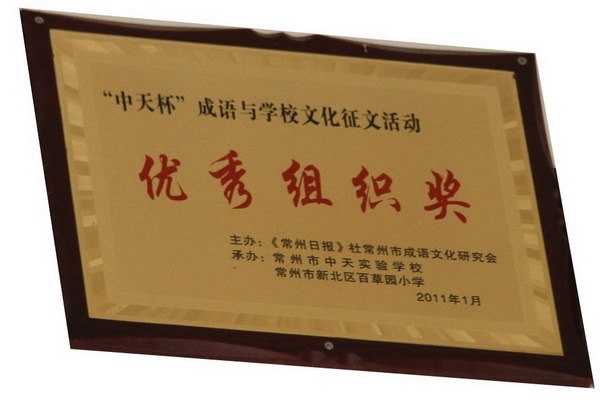 “中天杯”成语与学校文化征文活动
优秀组织奖
主办：《常州日报》社常州市成语文化研究会
承办：常州市中天实验学校
常州市新北区百草园小学
2011年1月